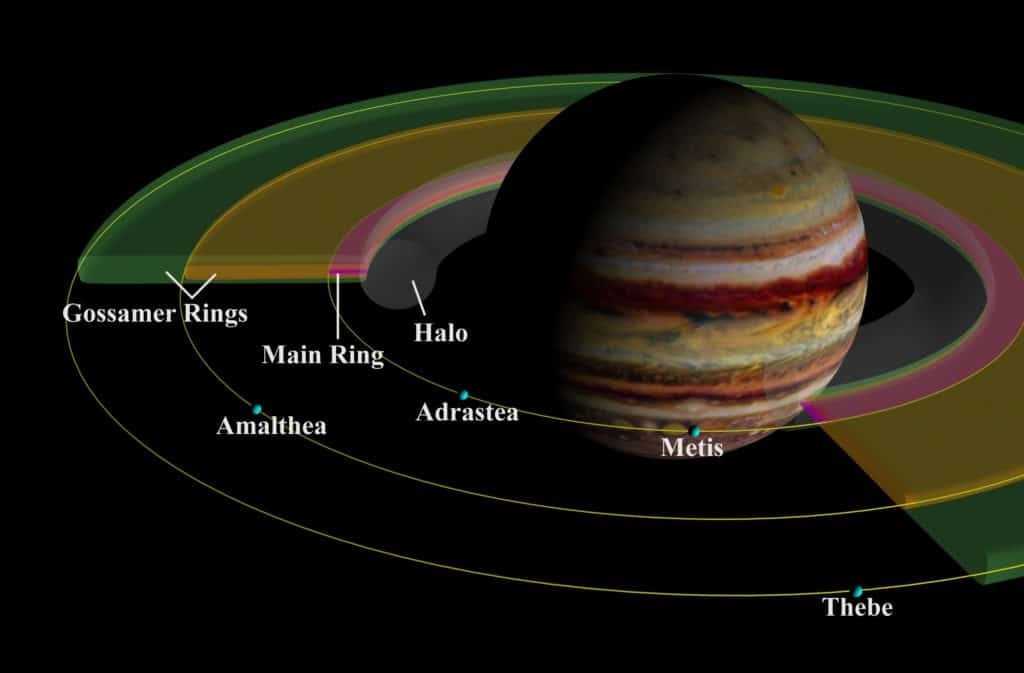 Gossamer Rings
Halo
Main Ring
Adrastea
Amalthea
Metis
Thebe